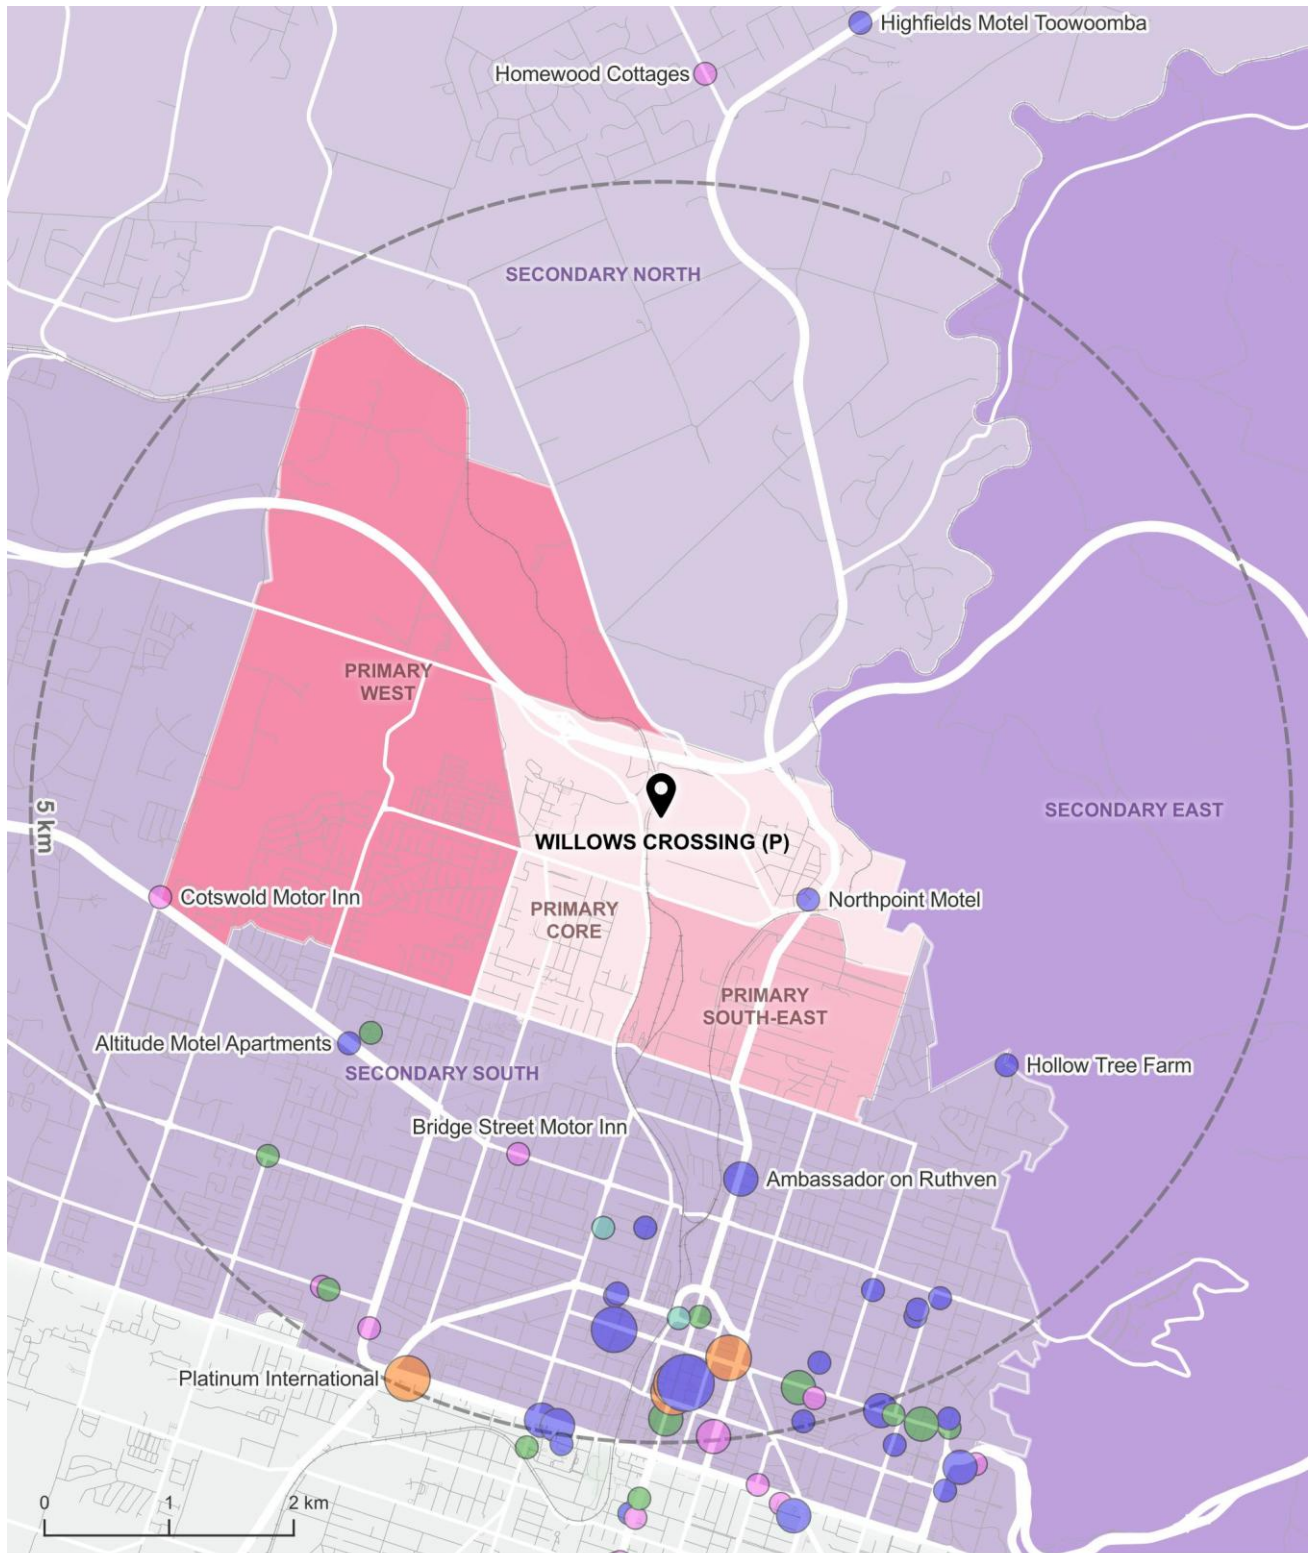 Highfields Motel Toowoomba
Homewood Cottages
SECONDARY NORTH
PRIMARY
WEST
5 km
WILLOWS CROSSING (P)
SECONDARY EAST
Cotswold Motor Inn
Northpoint Motel
PRIMARY
CORE
PRIMARY
SOUTH-EAST
Altitude Motel Apartments
SECONDARY SOUTH
Hollow Tree Farm
Bridge Street Motor Inn
Ambassador on Ruthven
Platinum International
0 1 2 km